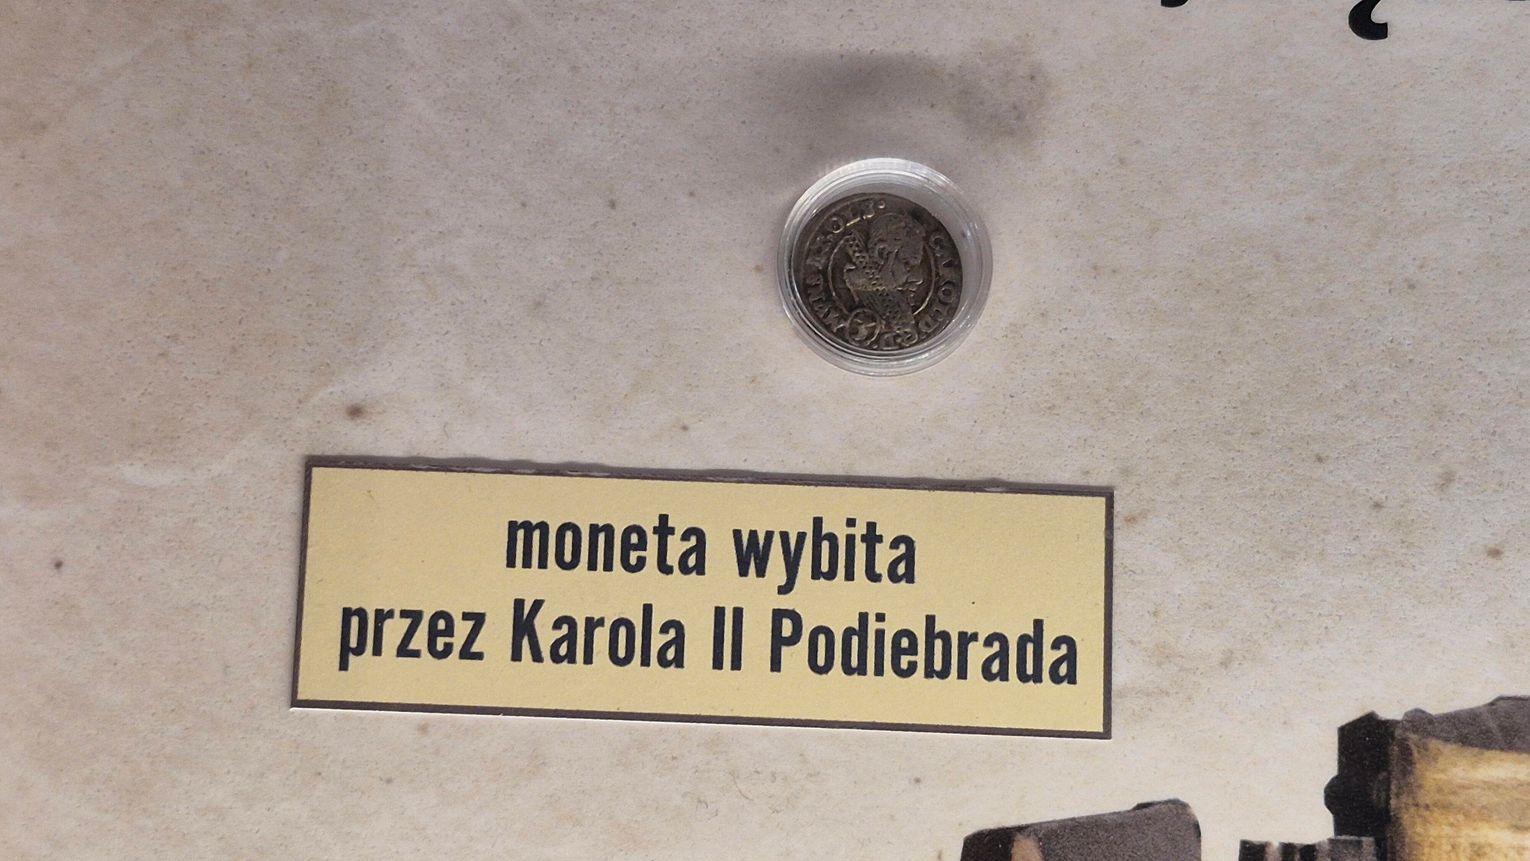 moneta wybita
przez Karola II Podiebrada